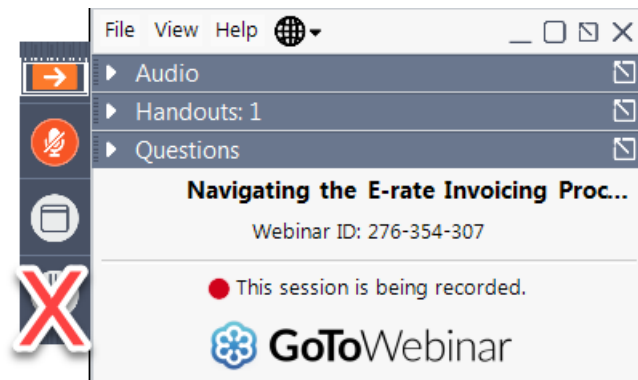 File View Help
Audio
Handouts: 1
Questions
Navigating the E-rate Invoicing Proc...
Webinar ID: 276-354-307
This session is being recorded.
GoToWebinar